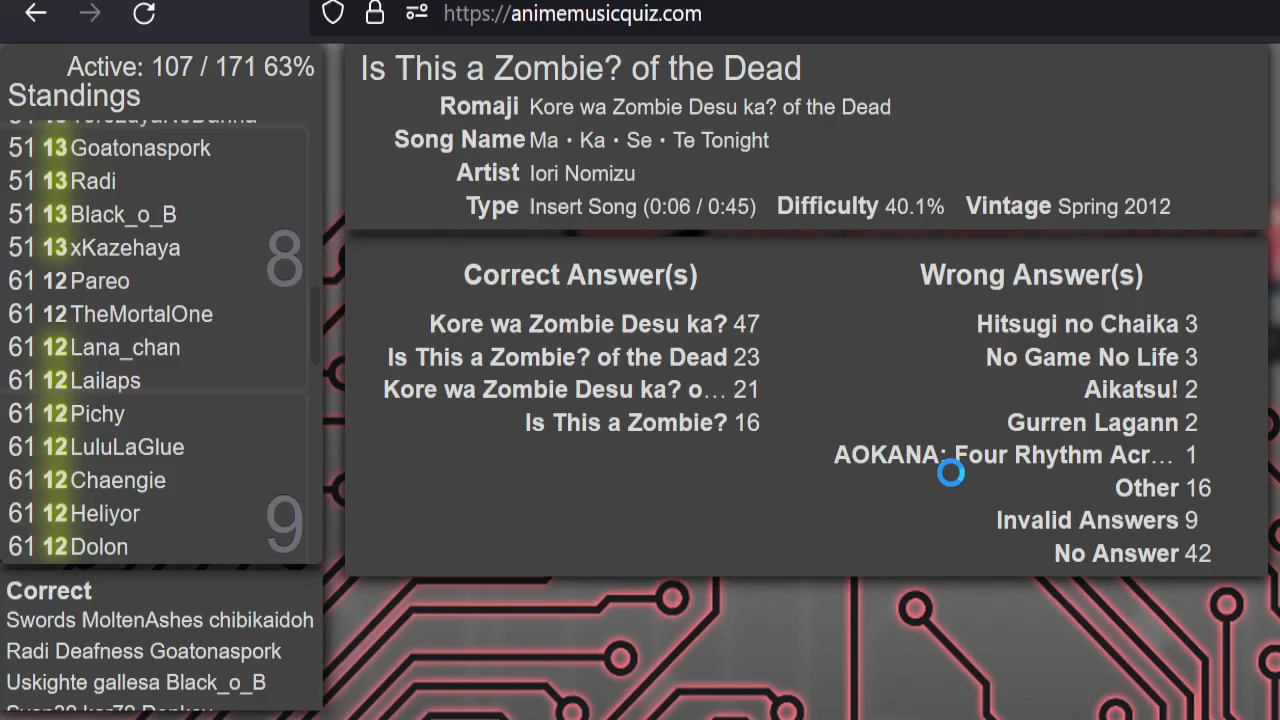 https://animemusicquiz.com
Active: 107 / 171 63%
Standings
51 13 Goatonaspork
51 13 Radi
51 13 Black_o_B
51 13 xKazehaya
8
61 12 Pareo
61 12 TheMortalOne
61 12 Lana_chan
61 12 Lailaps
61 12 Pichy
61 12 LuluLaGlue
61 12 Chaengie
61 12 Heliyor
9
61 12 Dolon
Correct
Swords MoltenAshes chibikaidoh
Radi Deafness Goatonaspork
Uskighte gallesa Black_o_B
Is This a Zombie? of the Dead
Romaji Kore wa Zombie Desu ka? of the Dead
Song Name Ma・Ka・Se・Te Tonight
Artist Iori Nomizu
Type Insert Song (0:06 / 0:45) Difficulty 40.1% Vintage Spring 2012
Correct Answer(s)
Kore wa Zombie Desu ka? 47
Is This a Zombie? of the Dead 23
Kore wa Zombie Desu ka? o… 21
Is This a Zombie? 16
Wrong Answer(s)
Hitsugi no Chaika 3
No Game No Life 3
Aikatsu! 2
Gurren Lagann 2
AOKANA: Four Rhythm Acr… 1
Other 16
Invalid Answers 9
No Answer 42